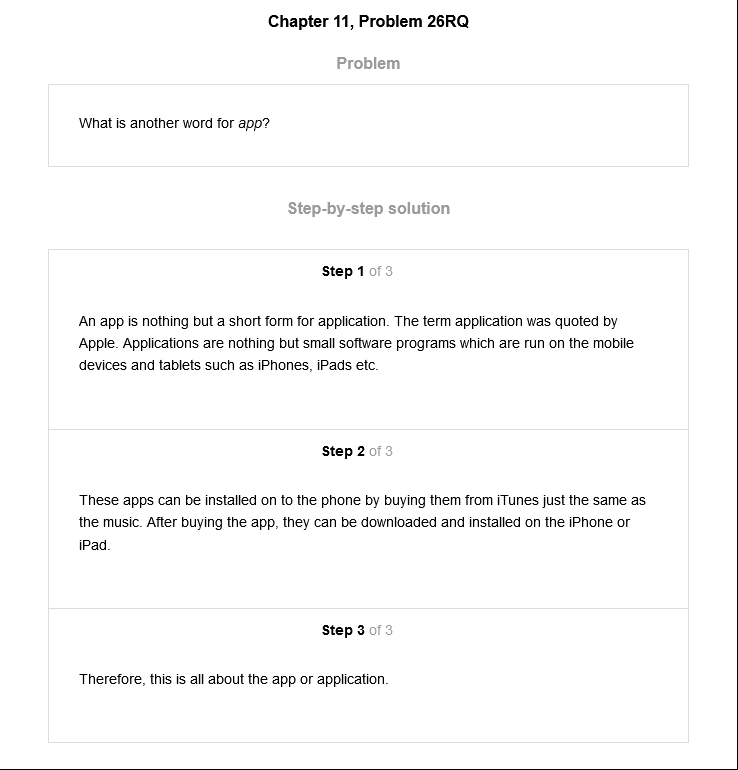 Chapter 11, Problem 26RQ
Problem
What is another word for app?
Step-by-step solution
Step 1 of 3
An app is nothing but a short form for application. The term application was quoted by
Apple. Applications are nothing but small software programs which are run on the mobile
devices and tablets such as iPhones, iPads etc.
Step 2 of 3
These apps can be installed on to the phone by buying them from iTunes just the same as
the music. After buying the app, they can be downloaded and installed on the iPhone or
iPad.
Step 3 of 3
Therefore, this is all about the app or application.